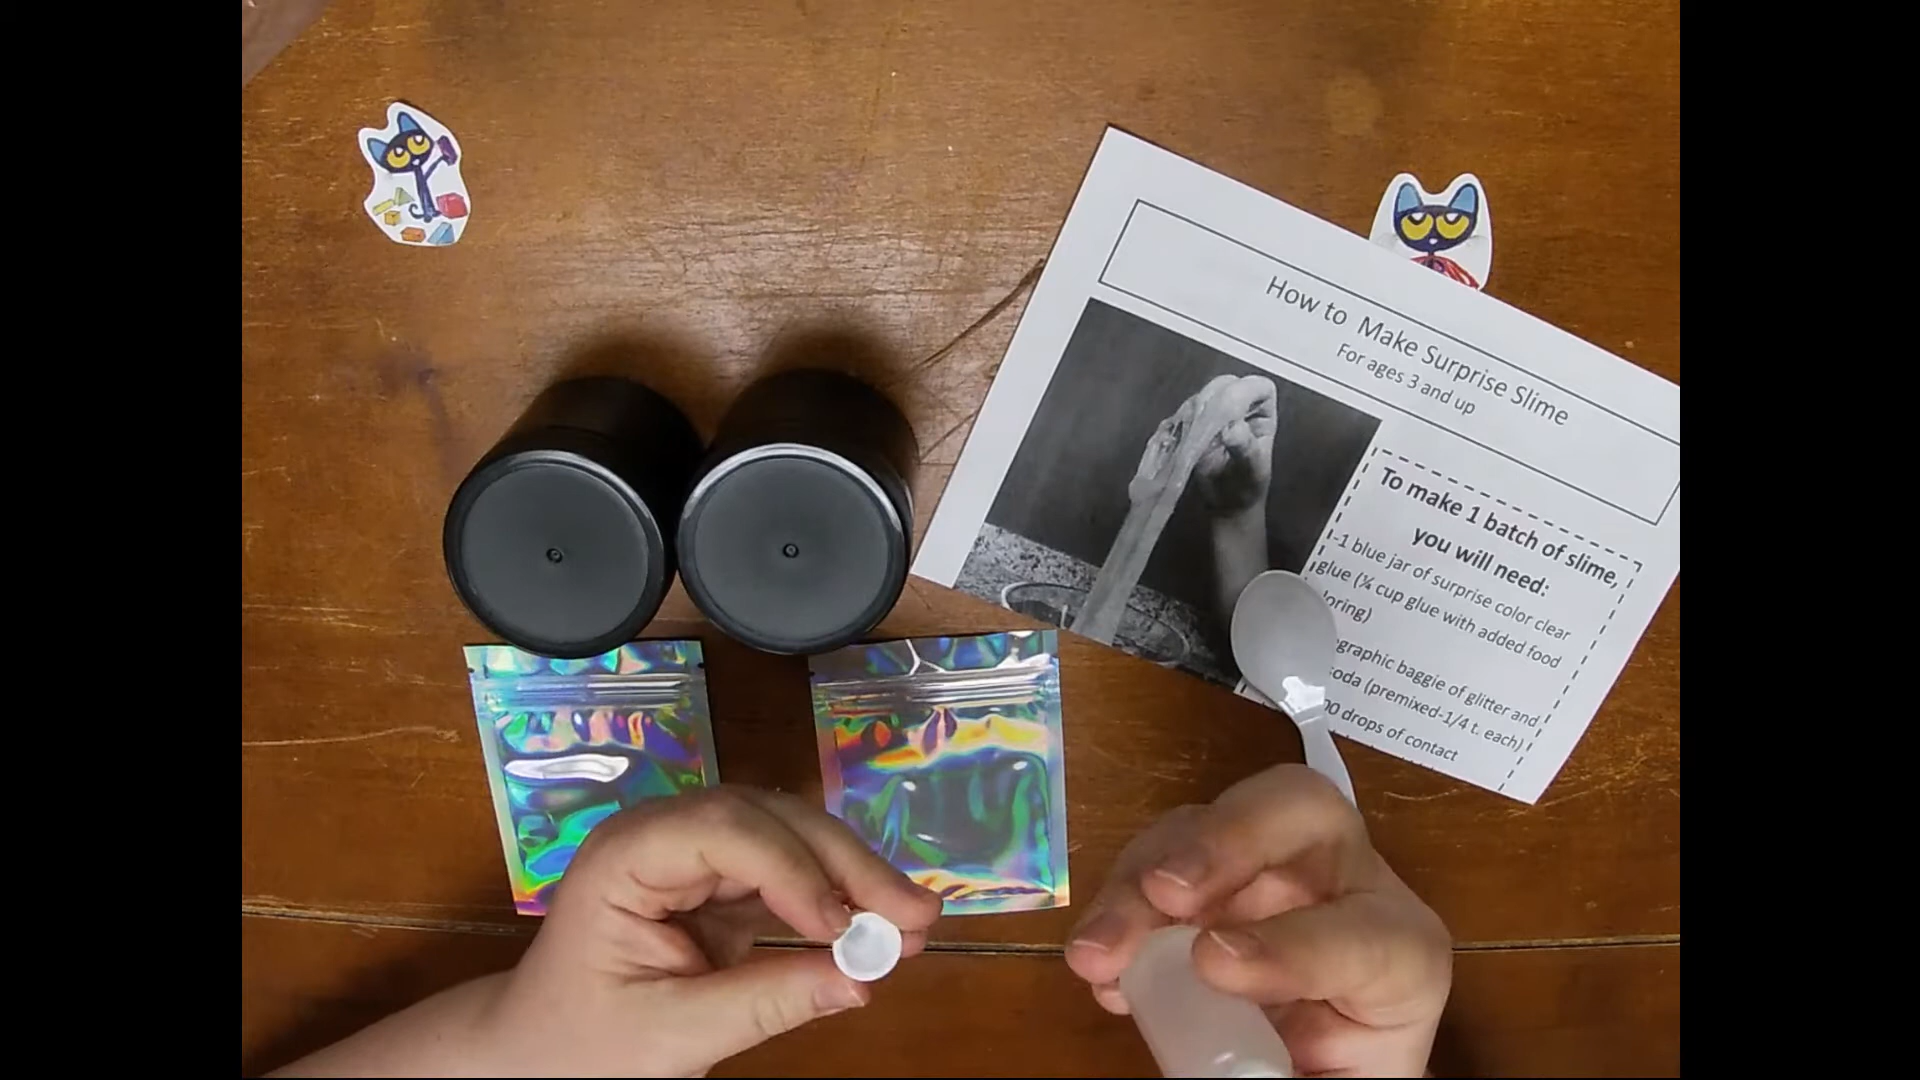 How to Make Surprise Slime
For ages 3 and up
To make 1 batch of slime,
you will need:
-1 blue jar of surprise color clear
glue (¼ cup glue with added food
loring)
graphic baggie of glitter and
soda (premixed-1/4 t. each)
00 drops of contact